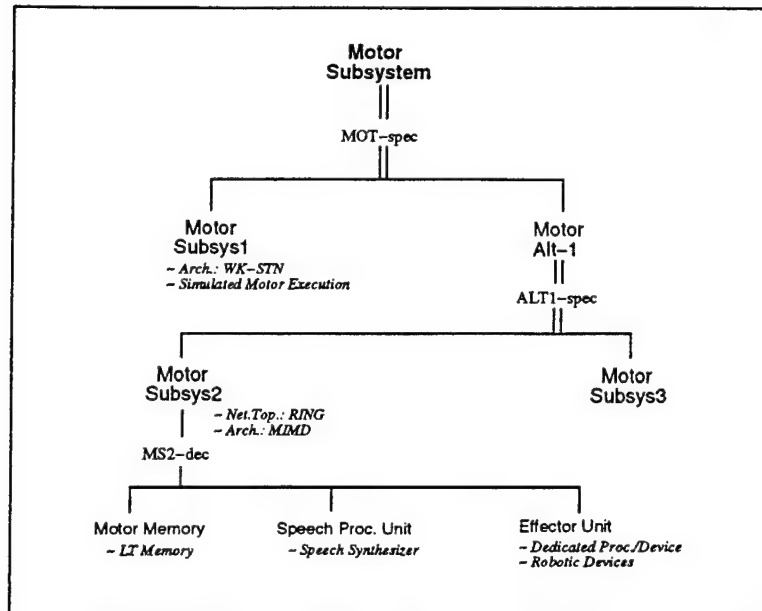 Motor
Subsystem
MOT-spec
Motor
Subsys1
~ Arch.: WK-STN
~ Simulated Motor Execution
Motor
Alt-1
ALT1-spec
Motor
Subsys2
~ Net.Top.: RING
~ Arch.: MIMD
Motor
Subsys3
MS2-dec
Motor Memory
~ LT Memory
Speech Proc. Unit
~ Speech Synthesizer
Effector Unit
~ Dedicated Proc./Device
~ Robotic Devices